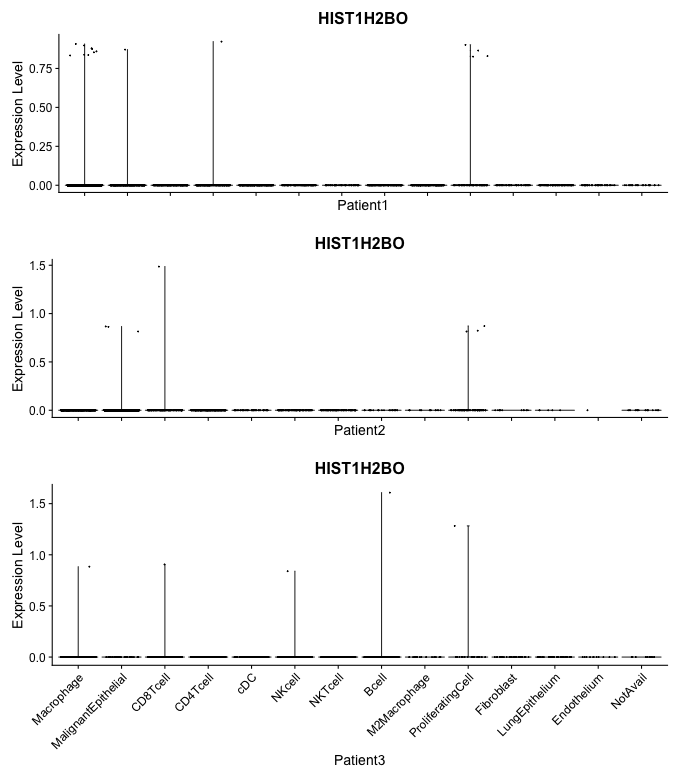 HIST1H2BO
Expression Level
0.75
0.50
0.25
0.00
Patient1
HIST1H2BO
Expression Level
1.5
1.0
0.5
0.0
Patient2
HIST1H2BO
Expression Level
1.5
1.0
0.5
0.0
Macrophage
MalignantEpithelial
CD8Tcell
CD4Tcell
cDC
NKcell
NKTcell
Bcell
M2Macrophage
ProliferatingCell
Fibroblast
LungEpithelium
Endothelium
NotAvail
Patient3